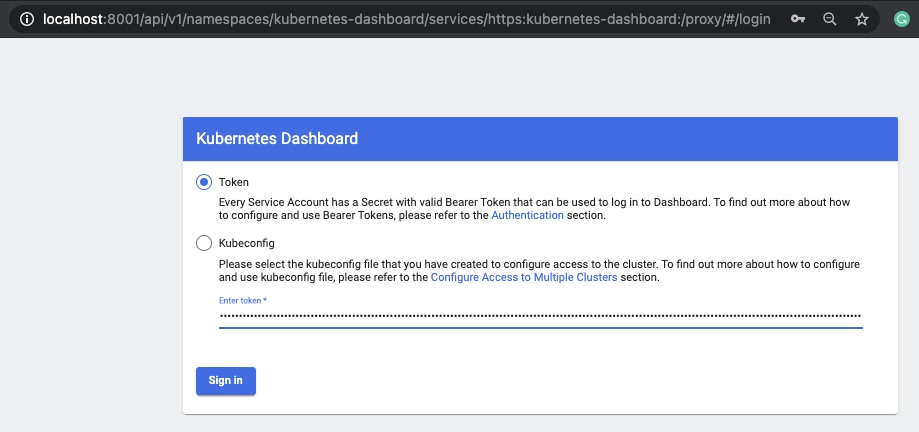 localhost:8001/api/v1/namespaces/kubernetes-dashboard/services/https:kubernetes-dashboard:/proxy/#/login
Kubernetes Dashboard
Token
Every Service Account has a Secret with valid Bearer Token that can be used to log in to Dashboard. To find out more about how
to configure and use Bearer Tokens, please refer to the Authentication section.
Kubeconfig
Please select the kubeconfig file that you have created to configure access to the cluster. To find out more about how to configure
and use kubeconfig file, please refer to the Configure Access to Multiple Clusters section.
Enter token *
Sign in